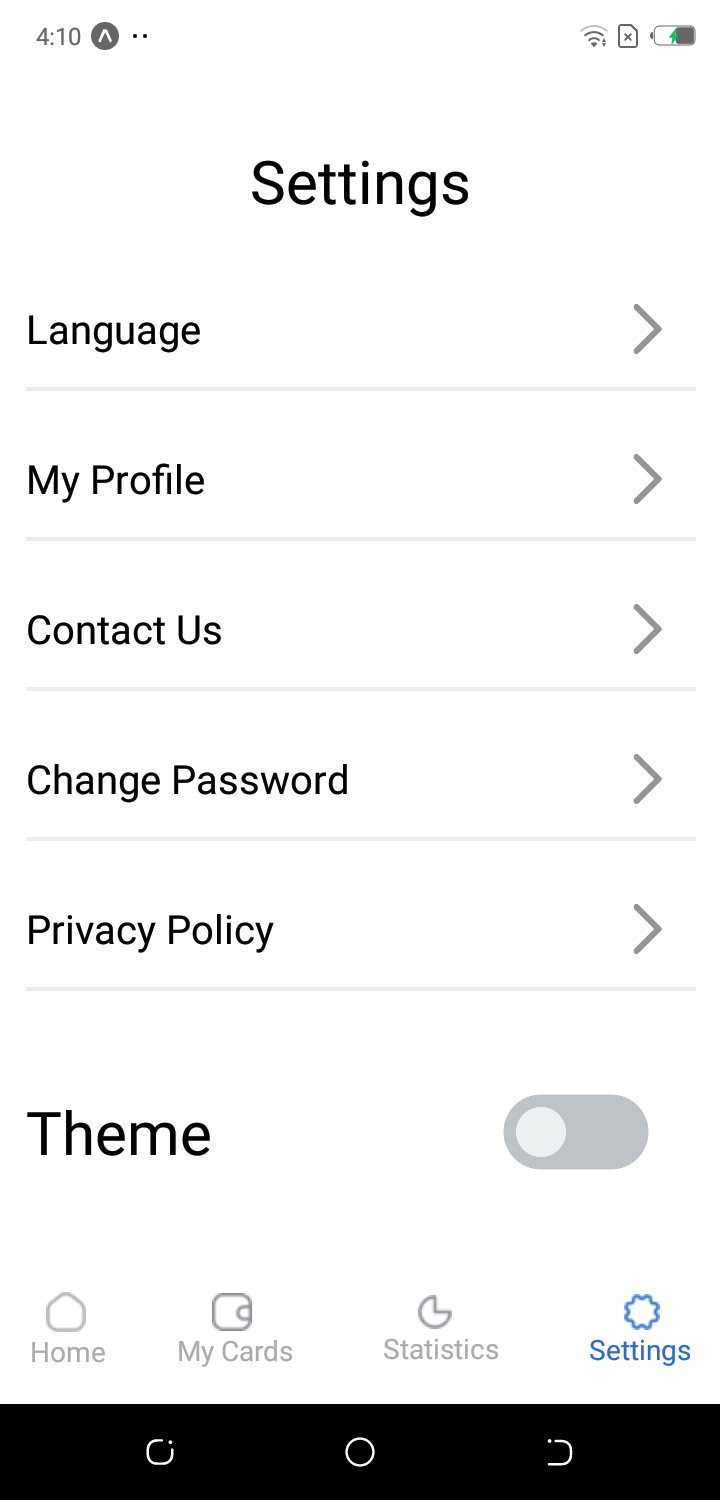 4:10
Settings
Language
My Profile
Contact Us
Change Password
Privacy Policy
Theme
Home
My Cards
Statistics
Settings